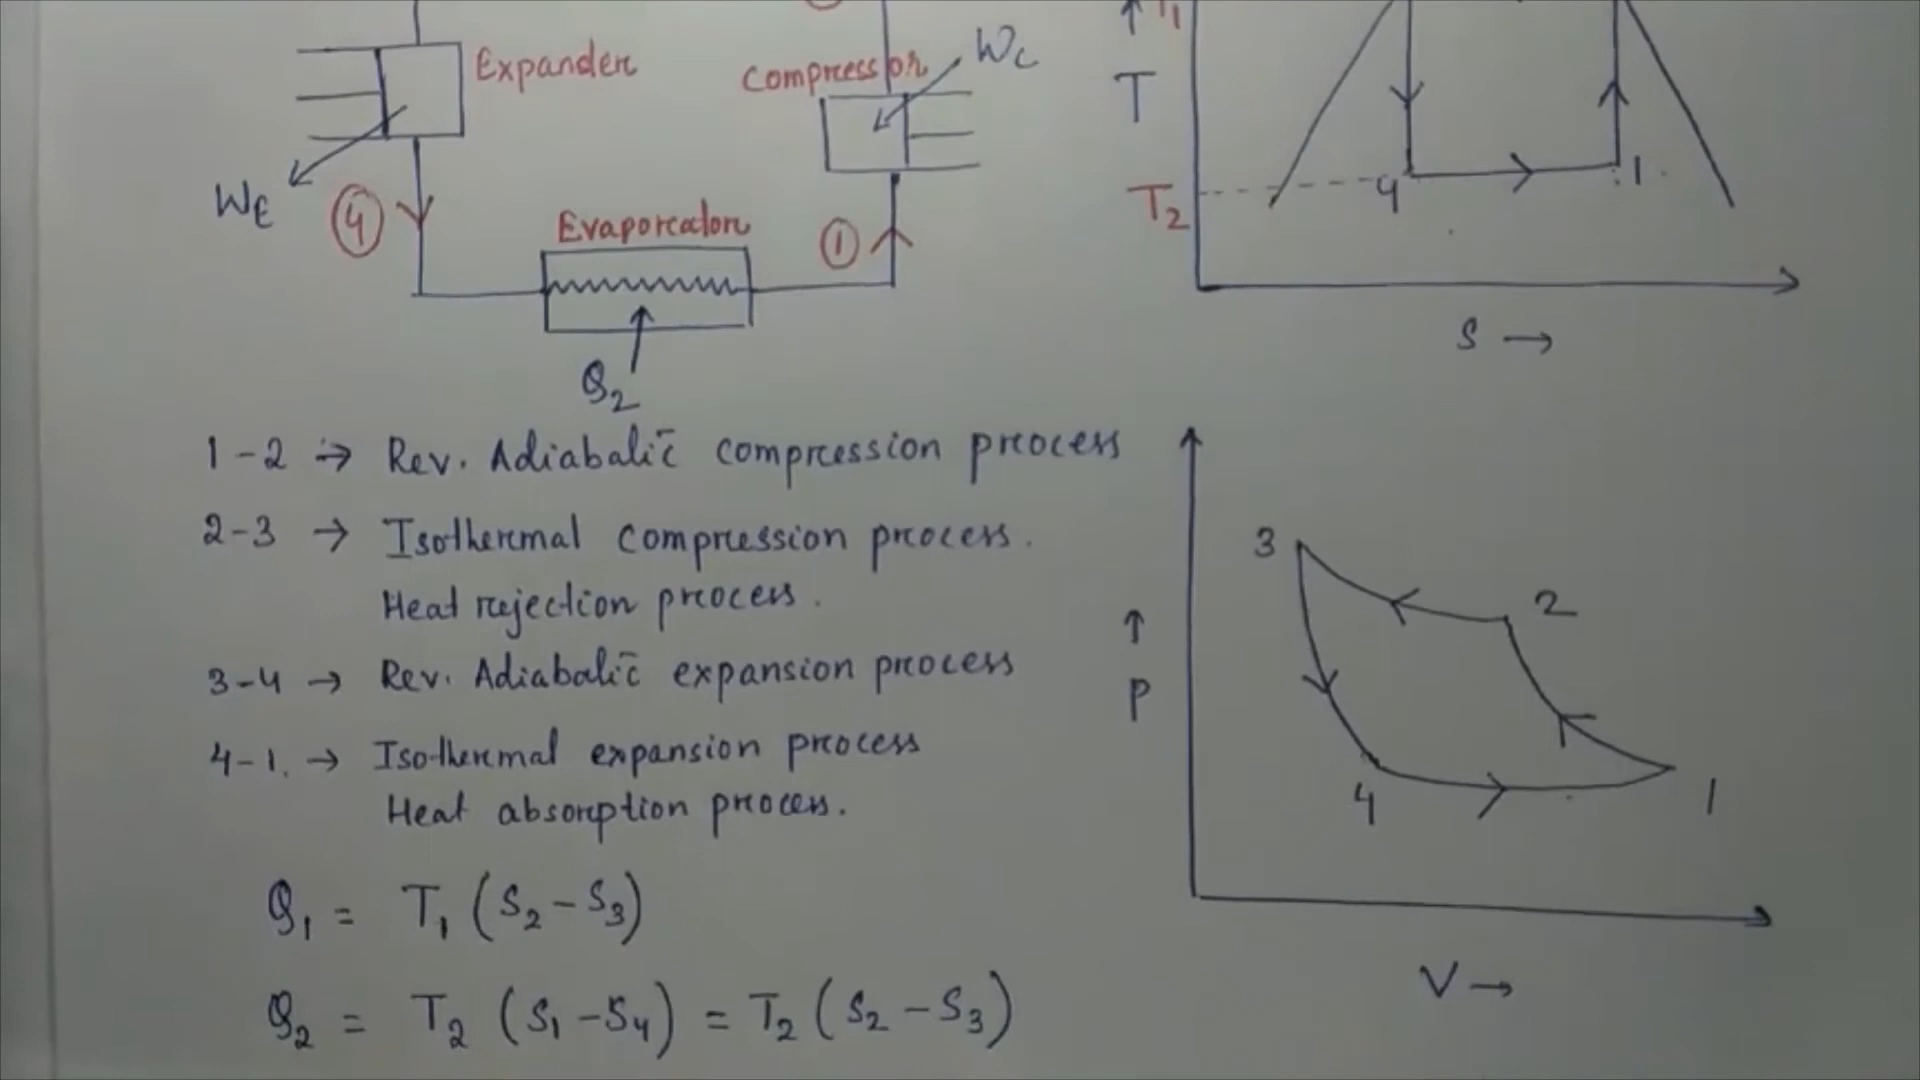 Expander
Compressor
Wc
WE
4
Evaporator
1
Q2
T1
T
T2
4
1
S →
1-2 → Rev. Adiabatic compression process
2-3 → Isothermal compression process.
Heat rejection process.
3-4 → Rev. Adiabatic expansion process
4-1. → Isothermal expansion process
Heat absorption process.
Q1 = T1 (S2 - S3)
Q2 = T2 (S1 - S4) = T2 (S2 - S3)
3
2
P
4
1
V →